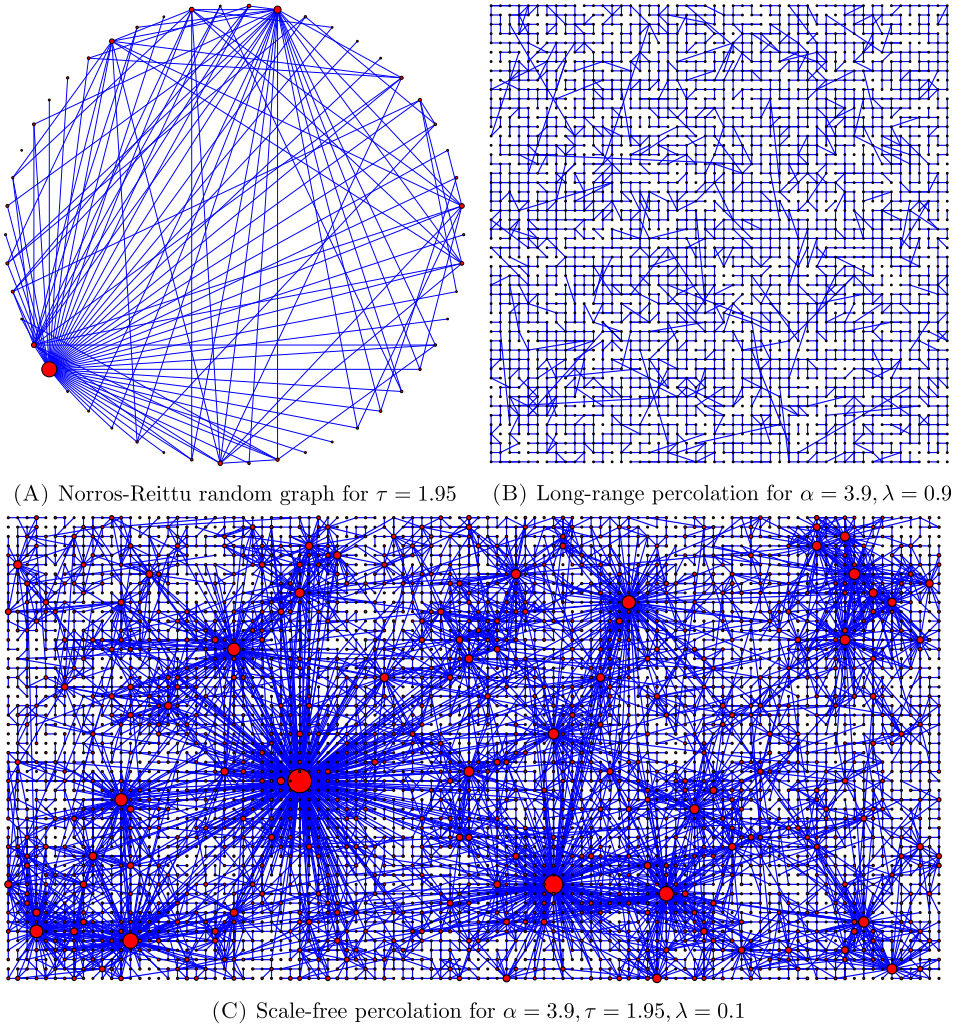 (A) Norros-Reittu random graph for τ = 1.95
(B) Long-range percolation for α = 3.9, λ = 0.9
(C) Scale-free percolation for α = 3.9, τ = 1.95, λ = 0.1